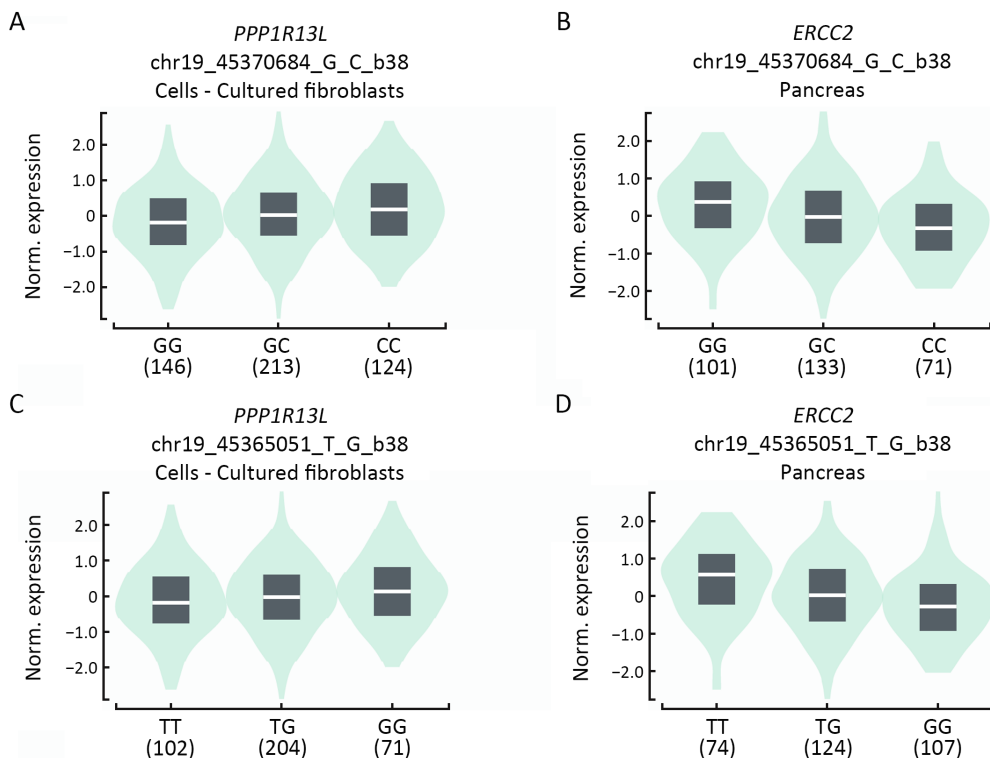 A
PPP1R13L
chr19_45370684_G_C_b38
Cells - Cultured fibroblasts
Norm. expression
2.0
1.0
0
−1.0
−2.0
GG
(146)
GC
(213)
CC
(124)
B
ERCC2
chr19_45370684_G_C_b38
Pancreas
Norm. expression
2.0
1.0
0
−1.0
−2.0
GG
(101)
GC
(133)
CC
(71)
C
PPP1R13L
chr19_45365051_T_G_b38
Cells - Cultured fibroblasts
Norm. expression
2.0
1.0
0
−1.0
−2.0
TT
(102)
TG
(204)
GG
(71)
D
ERCC2
chr19_45365051_T_G_b38
Pancreas
Norm. expression
2.0
1.0
0
−1.0
−2.0
TT
(74)
TG
(124)
GG
(107)